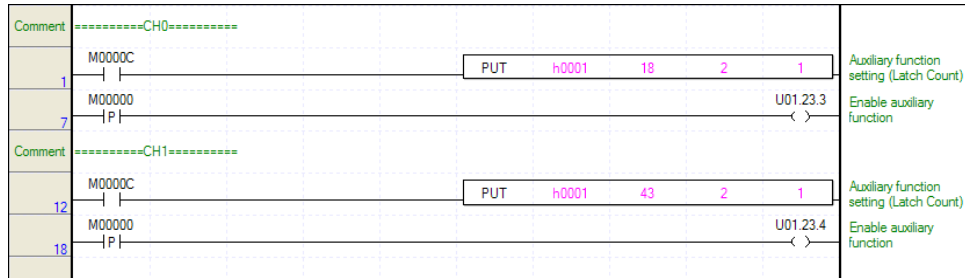 Comment ==========CH0==========
M0000C
PUT h0001 18 2 1
Auxiliary function
setting (Latch Count)
1
M00000
P
U01.23.3
Enable auxiliary
function
7
Comment ==========CH1==========
M0000C
PUT h0001 43 2 1
Auxiliary function
setting (Latch Count)
12
M00000
P
U01.23.4
Enable auxiliary
function
18